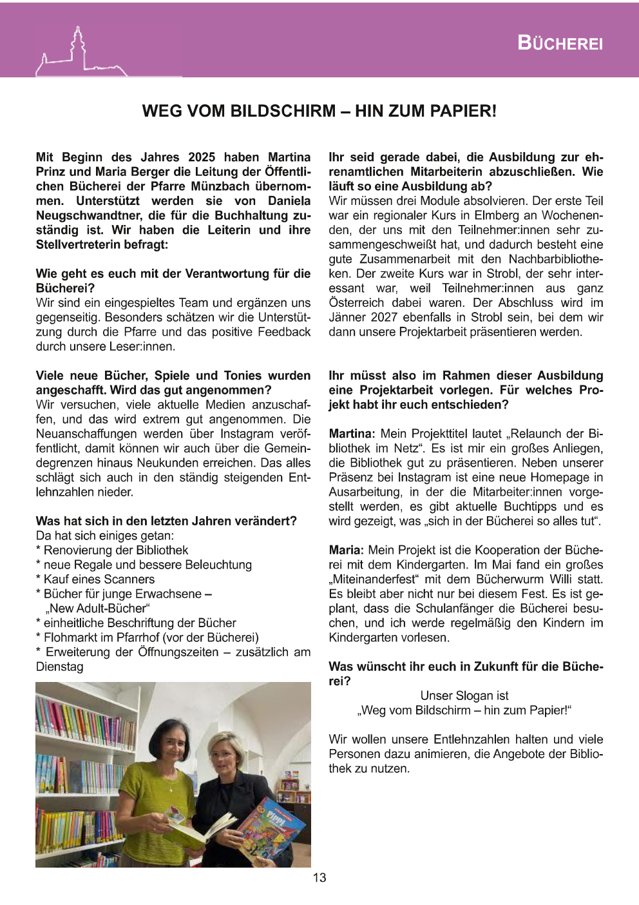 BÜCHEREI
WEG VOM BILDSCHIRM – HIN ZUM PAPIER!
Mit Beginn des Jahres 2025 haben Martina
Prinz und Maria Berger die Leitung der Öffentli-
chen Bücherei der Pfarre Münzbach übernom-
men. Unterstützt werden sie von Daniela
Neugschwandtner, die für die Buchhaltung zu-
ständig ist. Wir haben die Leiterin und ihre
Stellvertreterin befragt:
Wie geht es euch mit der Verantwortung für die
Bücherei?
Wir sind ein eingespieltes Team und ergänzen uns
gegenseitig. Besonders schätzen wir die Unterstüt-
zung durch die Pfarre und das positive Feedback
durch unsere Leser:innen.
Viele neue Bücher, Spiele und Tonies wurden
angeschafft. Wird das gut angenommen?
Wir versuchen, viele aktuelle Medien anzuschaf-
fen, und das wird extrem gut angenommen. Die
Neuanschaffungen werden über Instagram veröf-
fentlicht, damit können wir auch über die Gemein-
degrenzen hinaus Neukunden erreichen. Das alles
schlägt sich auch in den ständig steigenden Ent-
lehnzahlen nieder.
Was hat sich in den letzten Jahren verändert?
Da hat sich einiges getan:
* Renovierung der Bibliothek
* neue Regale und bessere Beleuchtung
* Kauf eines Scanners
* Bücher für junge Erwachsene –
„New Adult-Bücher“
* einheitliche Beschriftung der Bücher
* Flohmarkt im Pfarrhof (vor der Bücherei)
* Erweiterung der Öffnungszeiten – zusätzlich am
Dienstag
Ihr seid gerade dabei, die Ausbildung zur eh-
renamtlichen Mitarbeiterin abzuschließen. Wie
läuft so eine Ausbildung ab?
Wir müssen drei Module absolvieren. Der erste Teil
war ein regionaler Kurs in Elmberg an Wochenen-
den, der uns mit den Teilnehmer:innen sehr zu-
sammengeschweißt hat, und dadurch besteht eine
gute Zusammenarbeit mit den Nachbarbibliothe-
ken. Der zweite Kurs war in Strobl, der sehr inter-
essant war, weil Teilnehmer:innen aus ganz
Österreich dabei waren. Der Abschluss wird im
Jänner 2027 ebenfalls in Strobl sein, bei dem wir
dann unsere Projektarbeit präsentieren werden.
Ihr müsst also im Rahmen dieser Ausbildung
eine Projektarbeit vorlegen. Für welches Pro-
jekt habt ihr euch entschieden?
Martina: Mein Projekttitel lautet „Relaunch der Bi-
bliothek im Netz“. Es ist mir ein großes Anliegen,
die Bibliothek gut zu präsentieren. Neben unserer
Präsenz bei Instagram ist eine neue Homepage in
Ausarbeitung, in der die Mitarbeiter:innen vorge-
stellt werden, es gibt aktuelle Buchtipps und es
wird gezeigt, was „sich in der Bücherei so alles tut“.
Maria: Mein Projekt ist die Kooperation der Büche-
rei mit dem Kindergarten. Im Mai fand ein großes
„Miteinanderfest“ mit dem Bücherwurm Willi statt.
Es bleibt aber nicht nur bei diesem Fest. Es ist ge-
plant, dass die Schulanfänger die Bücherei besu-
chen, und ich werde regelmäßig den Kindern im
Kindergarten vorlesen.
Was wünscht ihr euch in Zukunft für die Büche-
rei?
Unser Slogan ist
„Weg vom Bildschirm – hin zum Papier!“
Wir wollen unsere Entlehnzahlen halten und viele
Personen dazu animieren, die Angebote der Biblio-
thek zu nutzen.
PIPPI
13